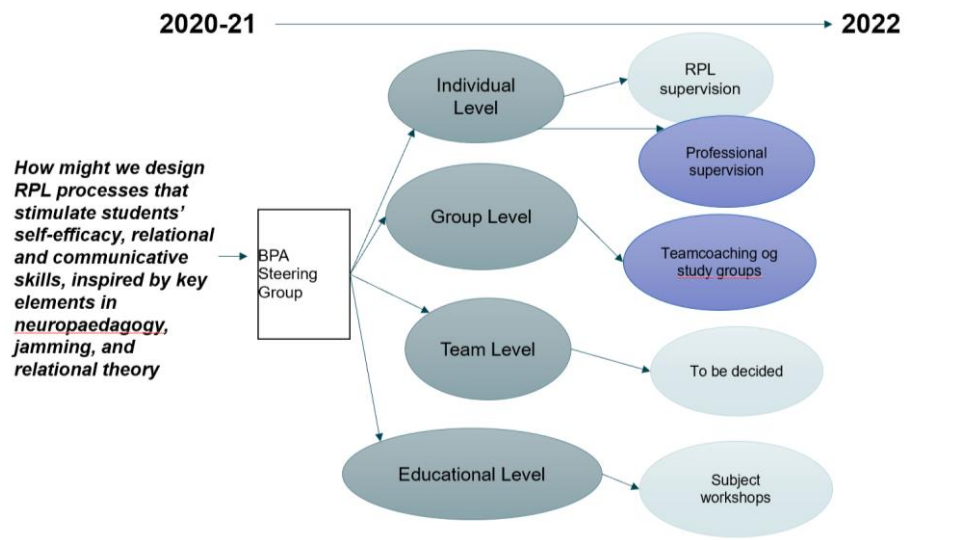 2020-21
2022
How might we design
RPL processes that
stimulate students’
self-efficacy, relational
and communicative
skills, inspired by key
elements in
neuropaedagogy,
jamming, and
relational theory
BPA
Steering
Group
Individual
Level
RPL
supervision
Professional
supervision
Group Level
Teamcoaching og
study groups
Team Level
To be decided
Educational Level
Subject
workshops